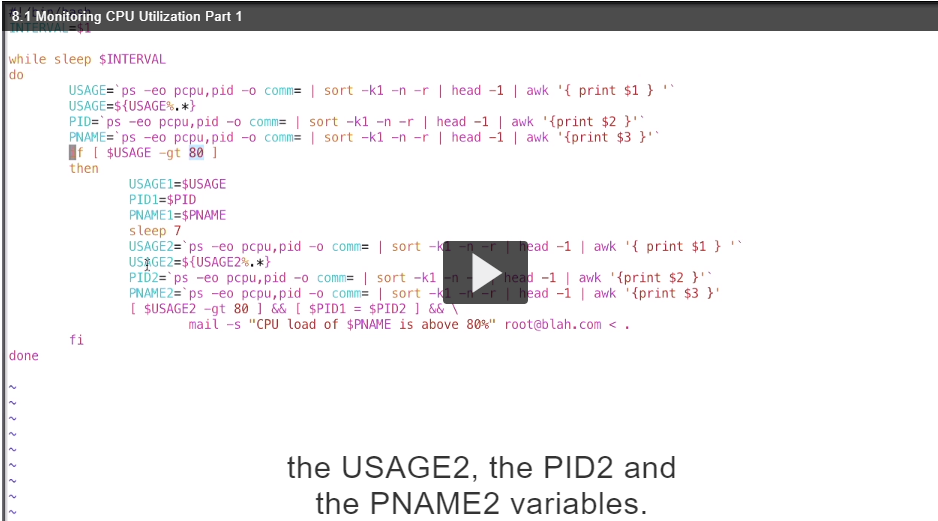 8.1 Monitoring CPU Utilization Part 1
INTERVAL=$1
while sleep $INTERVAL
do
USAGE=`ps -eo pcpu,pid -o comm= | sort -k1 -n -r | head -1 | awk '{ print $1 } '`
USAGE=${USAGE%.*}
PID=`ps -eo pcpu,pid -o comm= | sort -k1 -n -r | head -1 | awk '{print $2 }'`
PNAME=`ps -eo pcpu,pid -o comm= | sort -k1 -n -r | head -1 | awk '{print $3 }'`
if [ $USAGE -gt 80 ]
then
USAGE1=$USAGE
PID1=$PID
PNAME1=$PNAME
sleep 7
USAGE2=`ps -eo pcpu,pid -o comm= | sort -k1 -n -r | head -1 | awk '{ print $1 } '`
USAGE2=${USAGE2%.*}
PID2=`ps -eo pcpu,pid -o comm= | sort -k1 -n -r | head -1 | awk '{print $2 }'`
PNAME2=`ps -eo pcpu,pid -o comm= | sort -k1 -n -r | head -1 | awk '{print $3 }'
[ $USAGE2 -gt 80 ] && [ $PID1 = $PID2 ] && \
mail -s "CPU load of $PNAME is above 80%" root@blah.com < .
fi
done
~
~
~
~
~
~
~
~
~
the USAGE2, the PID2 and
the PNAME2 variables.